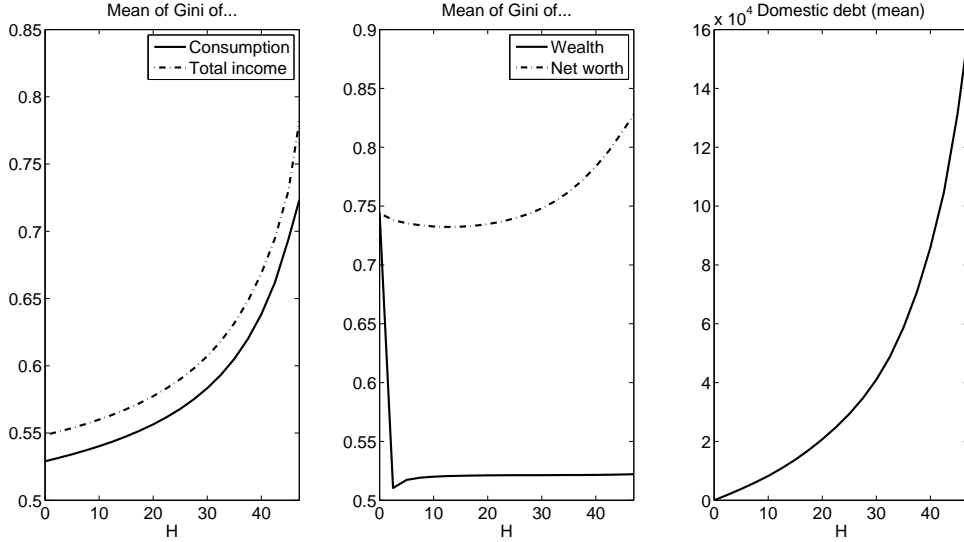 Mean of Gini of...
Consumption
Total income
0.85
0.8
0.75
0.7
0.65
0.6
0.55
0.5
0 10 20 30 40
H
Mean of Gini of...
Wealth
Net worth
0.9
0.85
0.8
0.75
0.7
0.65
0.6
0.55
0.5
0 10 20 30 40
H
x 10^4 Domestic debt (mean)
16
14
12
10
8
6
4
2
0
0 10 20 30 40
H